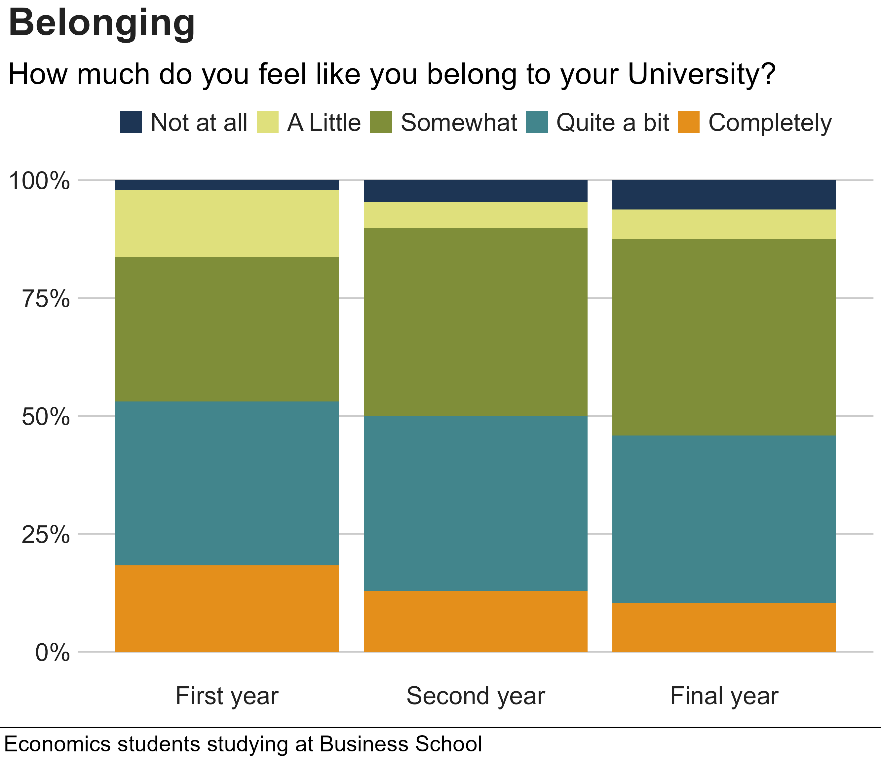 Belonging
How much do you feel like you belong to your University?
Not at all A Little Somewhat Quite a bit Completely
100%
75%
50%
25%
0%
First year Second year Final year
Economics students studying at Business School